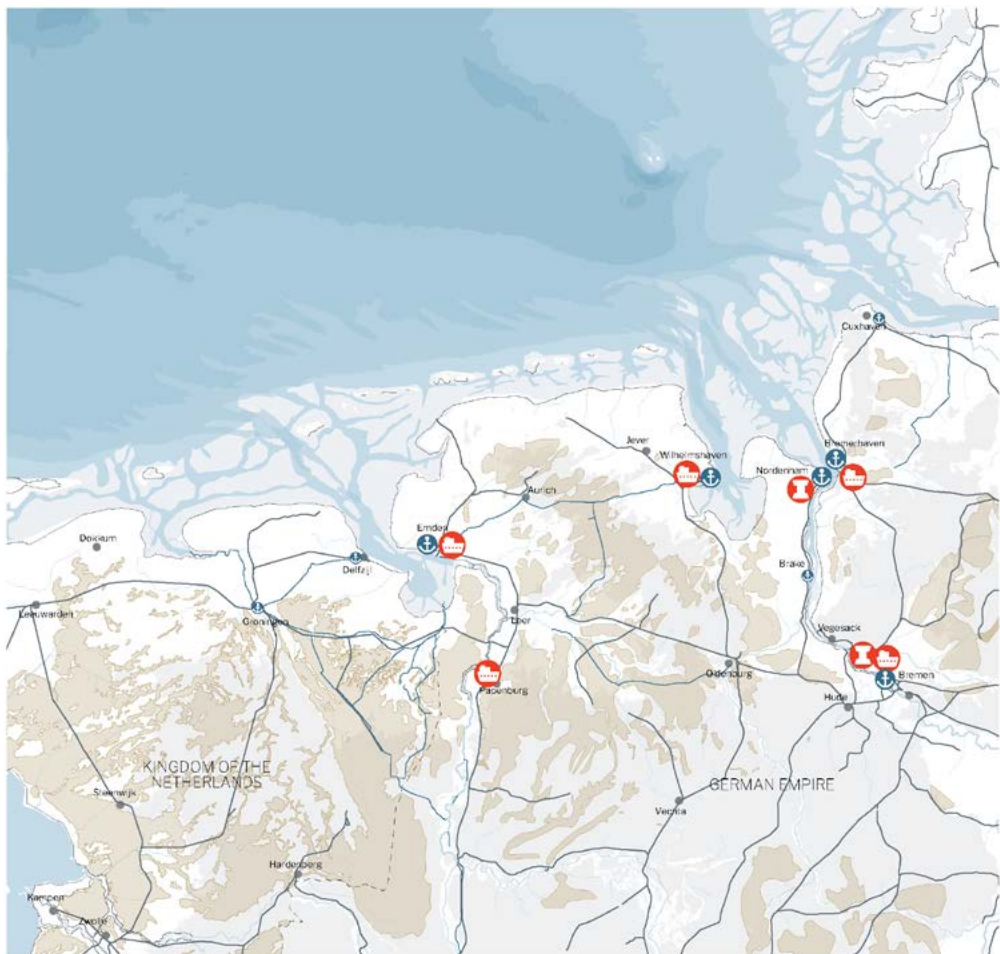 Cuxhaven
Bremerhaven
Jever
Wilhelmshaven
Nordenham
Aurich
Emden
Dokkum
Delfzijl
Brake
Leeuwarden
Groningen
Leer
Vegesack
Oldenburg
Bremen
Papenburg
Hude
KINGDOM OF THE
NETHERLANDS
GERMAN EMPIRE
Steenwijk
Vechta
Hardenberg
Kampen
Zwolle